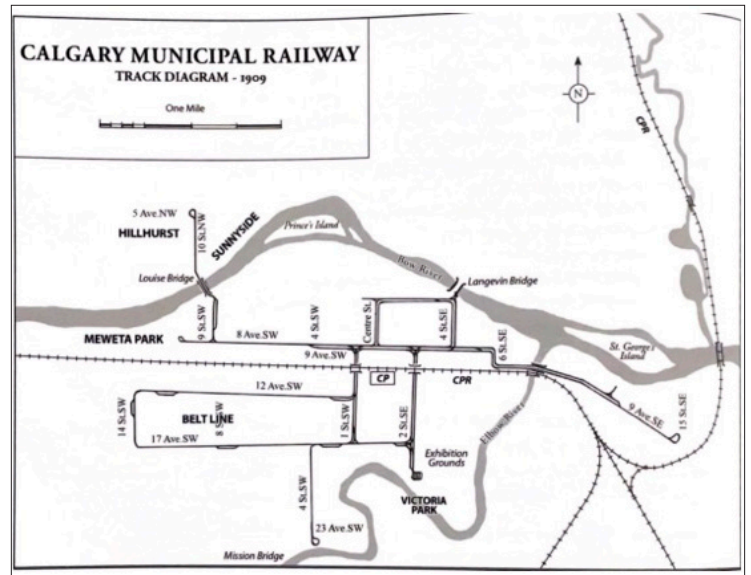 CALGARY MUNICIPAL RAILWAY
TRACK DIAGRAM - 1909
One Mile
N
CPR
5 Ave.NW
HILLHURST
10 St.NW
SUNNYSIDE
Prince's Island
Louise Bridge
Bow River
Langevin Bridge
MEWETA PARK
9 St.SW
8 Ave.SW
4 St.SW
9 Ave.SW
Centre St.
4 St.SE
6 St.SE
St. George's
Island
CP
CPR
12 Ave.SW
BELT LINE
14 St.SW
8 St.SW
17 Ave.SW
1 St.SW
2 St.SE
Elbow River
9 Ave.SE
15 St.SE
Exhibition
Grounds
VICTORIA
PARK
4 St.SW
23 Ave.SW
Mission Bridge